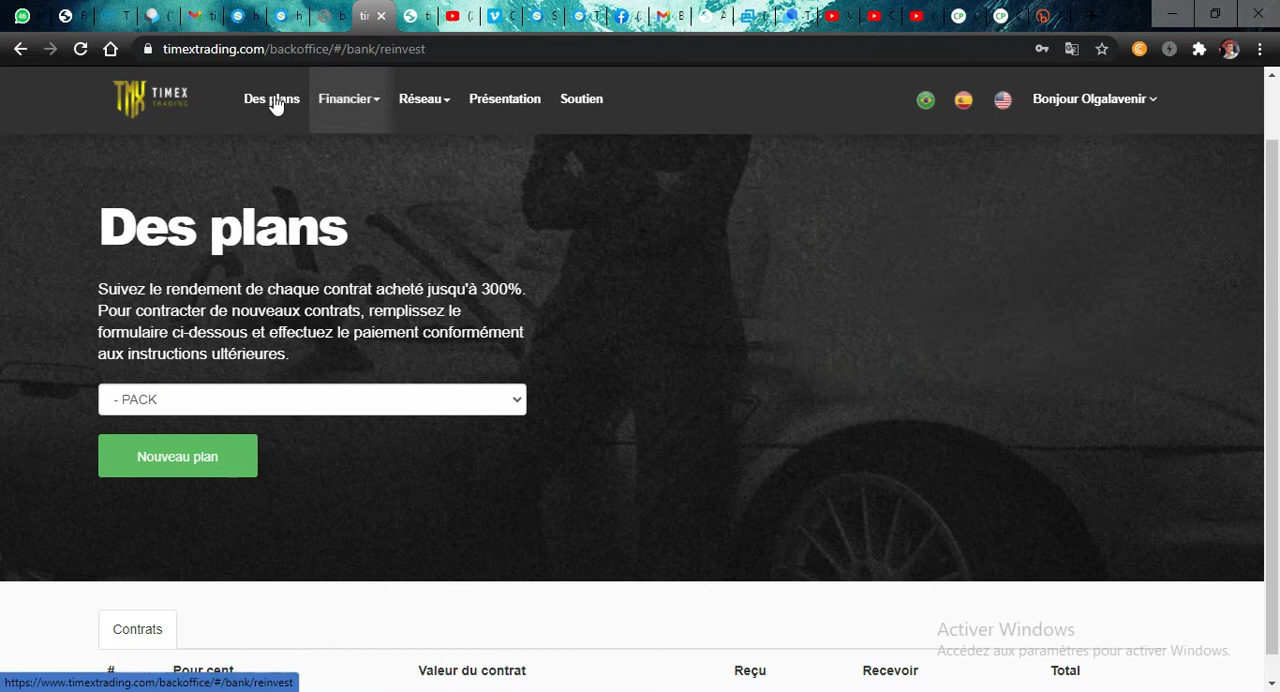 timextrading.com/backoffice/#/bank/reinvest
TMX TIMEX TRADING
Des plans
Financier
Réseau
Présentation
Soutien
Bonjour Olgalavenir
Des plans
Suivez le rendement de chaque contrat acheté jusqu'à 300%.
Pour contracter de nouveaux contrats, remplissez le
formulaire ci-dessous et effectuez le paiement conformément
aux instructions ultérieures.
- PACK
Nouveau plan
Contrats
Activer Windows
Accédez aux paramètres pour activer Windows.
# Pour cent Valeur du contrat Reçu Recevoir Total
https://www.timextrading.com/backoffice/#/bank/reinvest